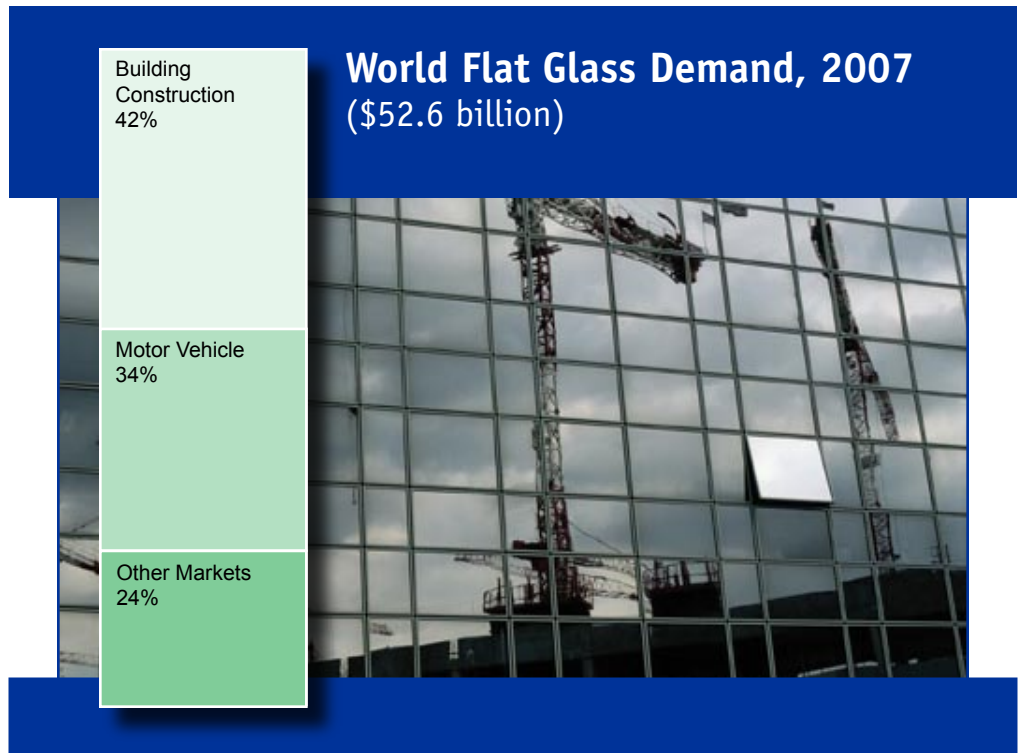 World Flat Glass Demand, 2007
($52.6 billion)
Building
Construction
42%
Motor Vehicle
34%
Other Markets
24%